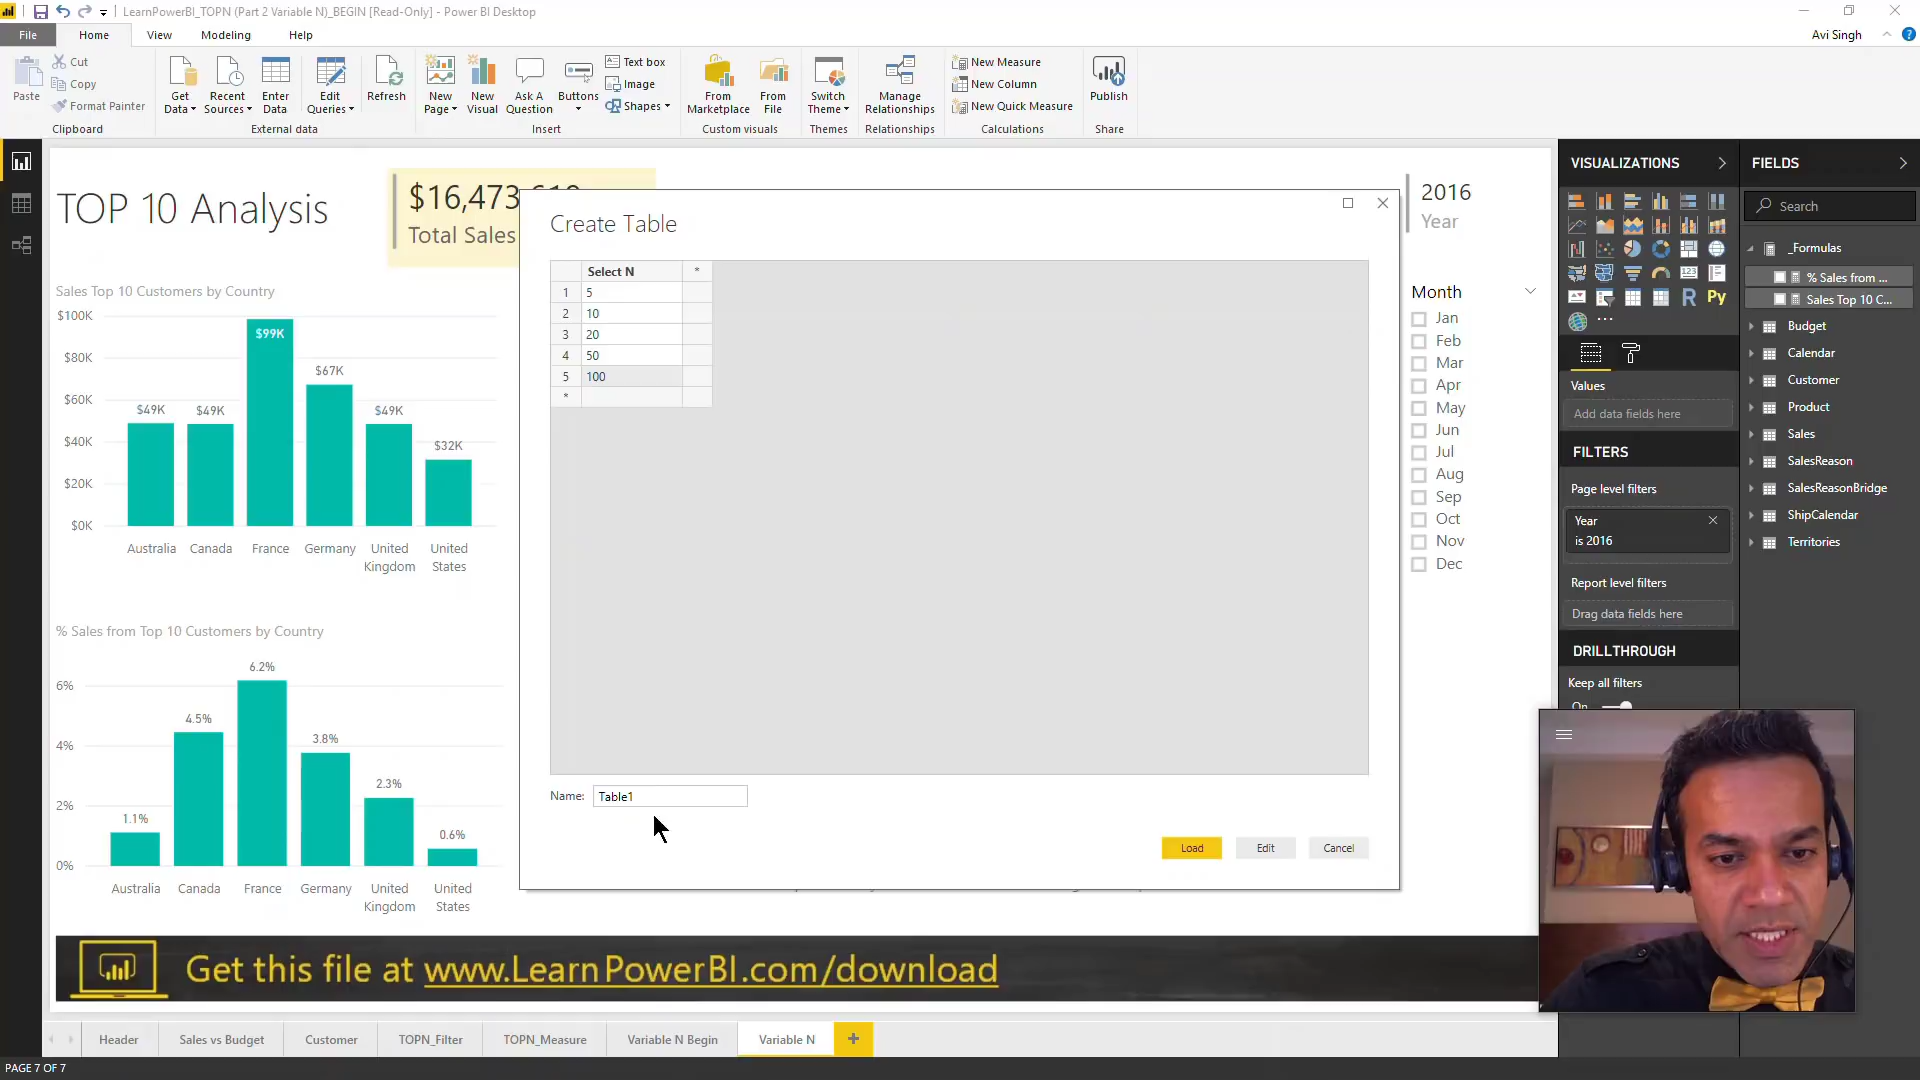 LearnPowerBI_TOPN (Part 2 Variable N)_BEGIN [Read-Only] - Power BI Desktop
File
Home
View
Modeling
Help
Avi Singh
Paste
Cut
Copy
Format Painter
Clipboard
Get Data
Recent Sources
Enter Data
Edit Queries
Refresh
External data
New Page
New Visual
Ask A Question
Buttons
Text box
Image
Shapes
Insert
From Marketplace
From File
Custom visuals
Switch Theme
Themes
Manage Relationships
Relationships
New Measure
New Column
New Quick Measure
Calculations
Publish
Share
TOP 10 Analysis
$16,473,
Total Sales
2016
Year
Sales Top 10 Customers by Country
$100K
$80K
$60K
$40K
$20K
$0K
$49K
$49K
$99K
$67K
$49K
$32K
Australia
Canada
France
Germany
United Kingdom
United States
% Sales from Top 10 Customers by Country
6%
4%
2%
0%
1.1%
4.5%
6.2%
3.8%
2.3%
0.6%
Australia
Canada
France
Germany
United Kingdom
United States
Create Table
Select N
*
1 5
2 10
3 20
4 50
5 100
*
Name: Table1
Load
Edit
Cancel
Month
Jan
Feb
Mar
Apr
May
Jun
Jul
Aug
Sep
Oct
Nov
Dec
VISUALIZATIONS
R
Py
Values
Add data fields here
FILTERS
Page level filters
Year
is 2016
Report level filters
Drag data fields here
DRILLTHROUGH
Keep all filters
On
FIELDS
Search
_Formulas
% Sales from ...
Sales Top 10 C...
Budget
Calendar
Customer
Product
Sales
SalesReason
SalesReasonBridge
ShipCalendar
Territories
Get this file at www.LearnPowerBI.com/download
Header
Sales vs Budget
Customer
TOPN_Filter
TOPN_Measure
Variable N Begin
Variable N
PAGE 7 OF 7